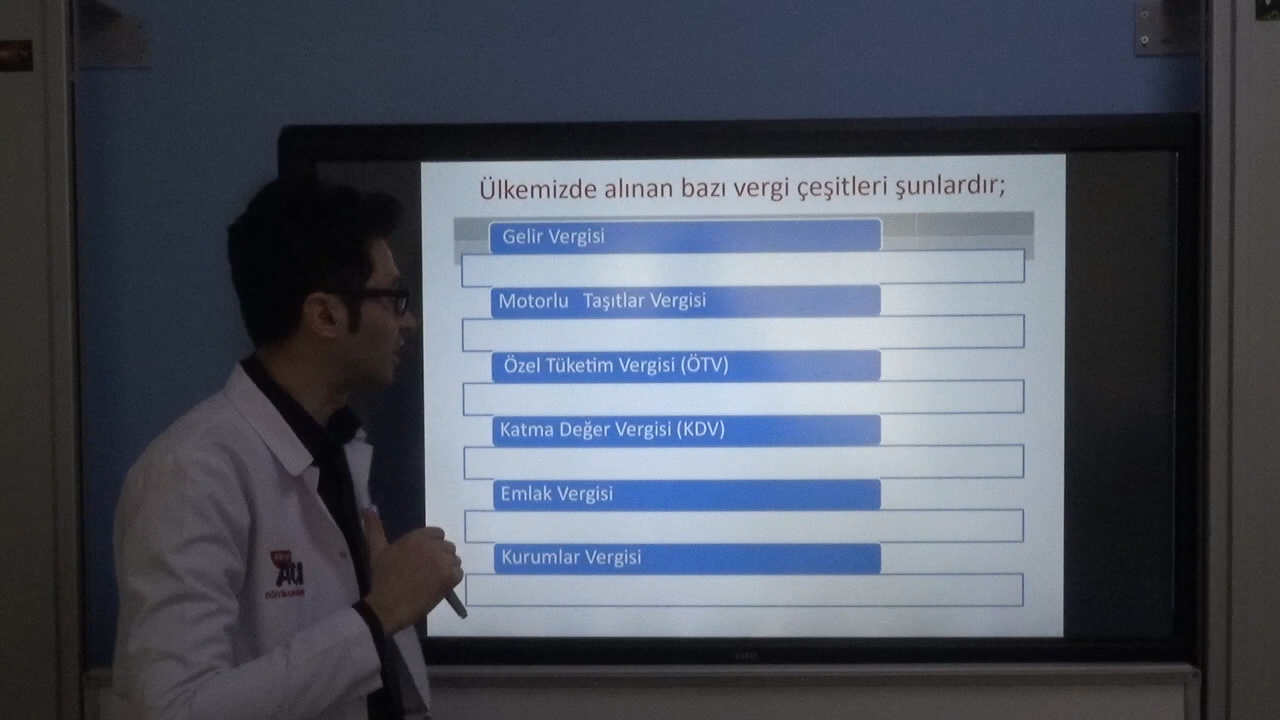 Ülkemizde alınan bazı vergi çeşitleri şunlardır;
Gelir Vergisi
Motorlu Taşıtlar Vergisi
Özel Tüketim Vergisi (ÖTV)
Katma Değer Vergisi (KDV)
Emlak Vergisi
Kurumlar Vergisi